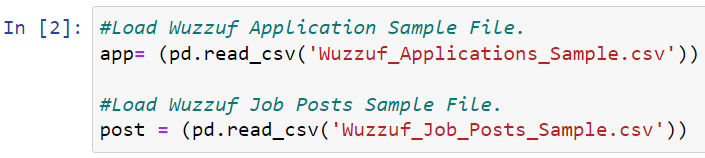 In [2]: #Load Wuzzuf Application Sample File.
app= (pd.read_csv('Wuzzuf_Applications_Sample.csv'))
#Load Wuzzuf Job Posts Sample File.
post = (pd.read_csv('Wuzzuf_Job_Posts_Sample.csv'))